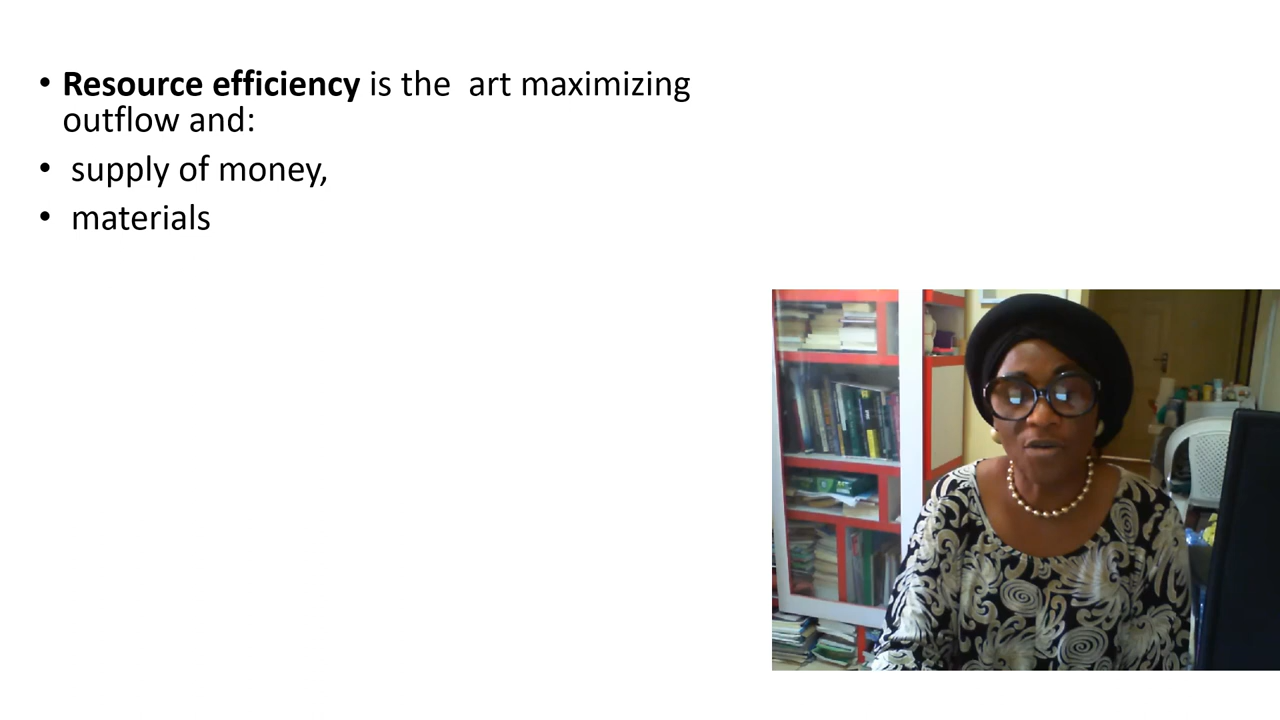 • Resource efficiency is the  art maximizing
outflow and:
• supply of money,
• materials